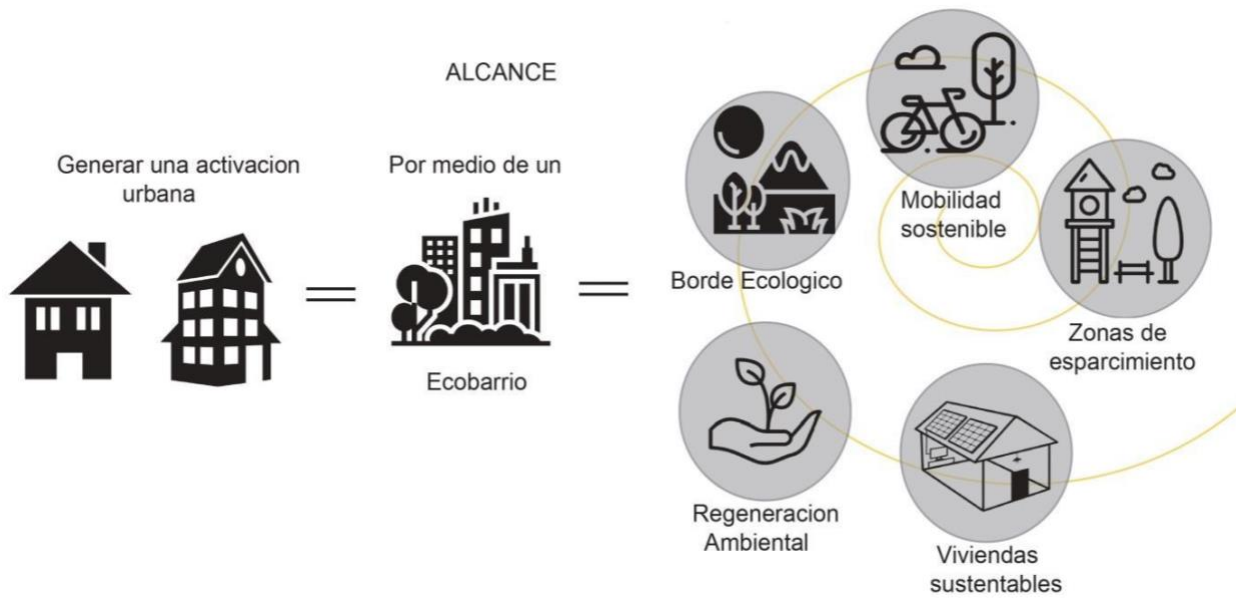 ALCANCE
Generar una activacion
urbana
Por medio de un
Ecobarrio
Borde Ecologico
Mobilidad
sostenible
Zonas de
esparcimiento
Regeneracion
Ambiental
Viviendas
sustentables